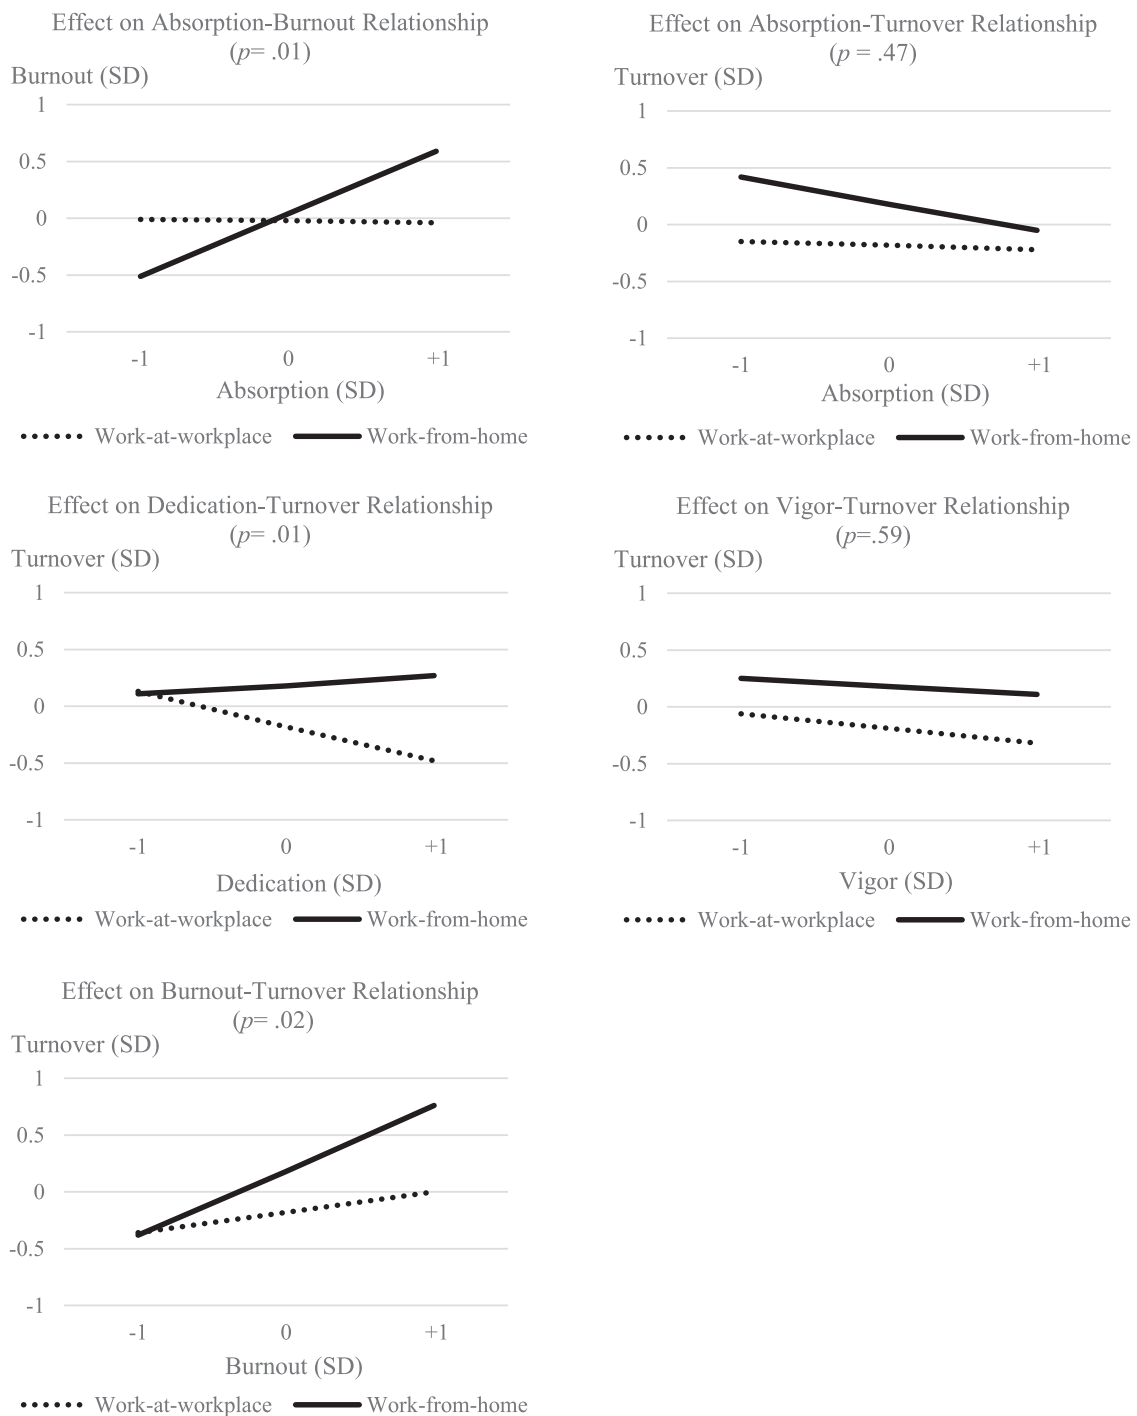 Effect on Absorption-Burnout Relationship
(p= .01)
Burnout (SD)
1
0.5
0
-0.5
-1
-1 0 +1
Absorption (SD)
Work-at-workplace Work-from-home
Effect on Absorption-Turnover Relationship
(p = .47)
Turnover (SD)
1
0.5
0
-0.5
-1
-1 0 +1
Absorption (SD)
Work-at-workplace Work-from-home
Effect on Dedication-Turnover Relationship
(p= .01)
Turnover (SD)
1
0.5
0
-0.5
-1
-1 0 +1
Dedication (SD)
Work-at-workplace Work-from-home
Effect on Vigor-Turnover Relationship
(p=.59)
Turnover (SD)
1
0.5
0
-0.5
-1
-1 0 +1
Vigor (SD)
Work-at-workplace Work-from-home
Effect on Burnout-Turnover Relationship
(p= .02)
Turnover (SD)
1
0.5
0
-0.5
-1
-1 0 +1
Burnout (SD)
Work-at-workplace Work-from-home